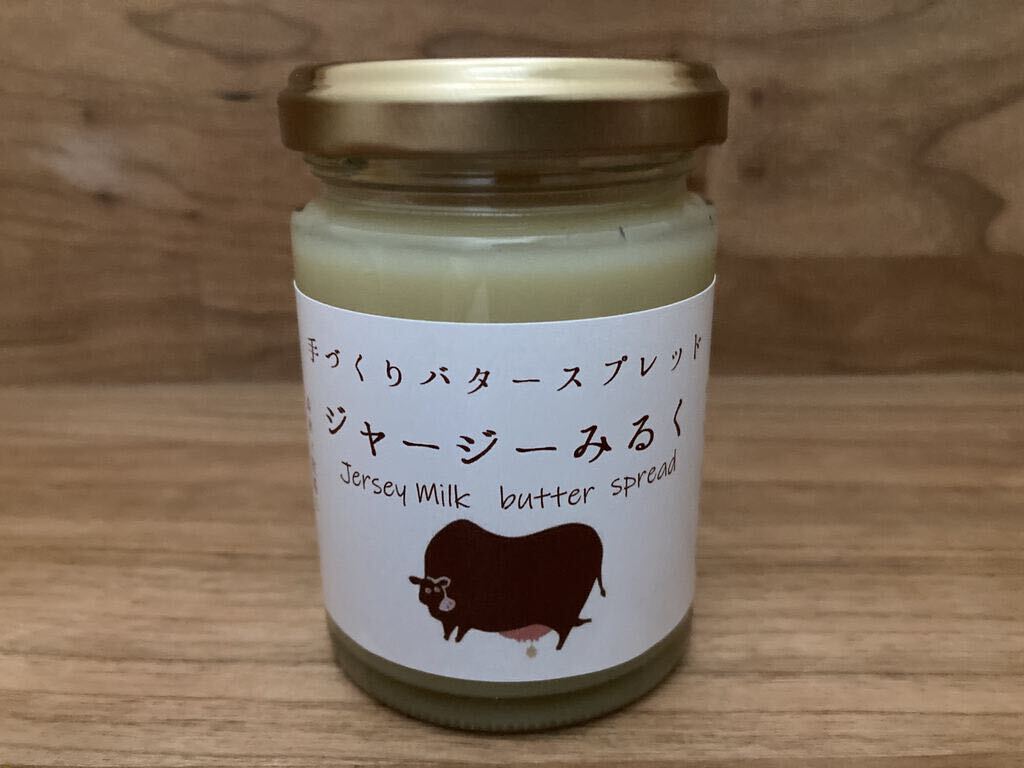 手づくりバタースプレッド
ジャージーみるく
Jersey Milk butter spread